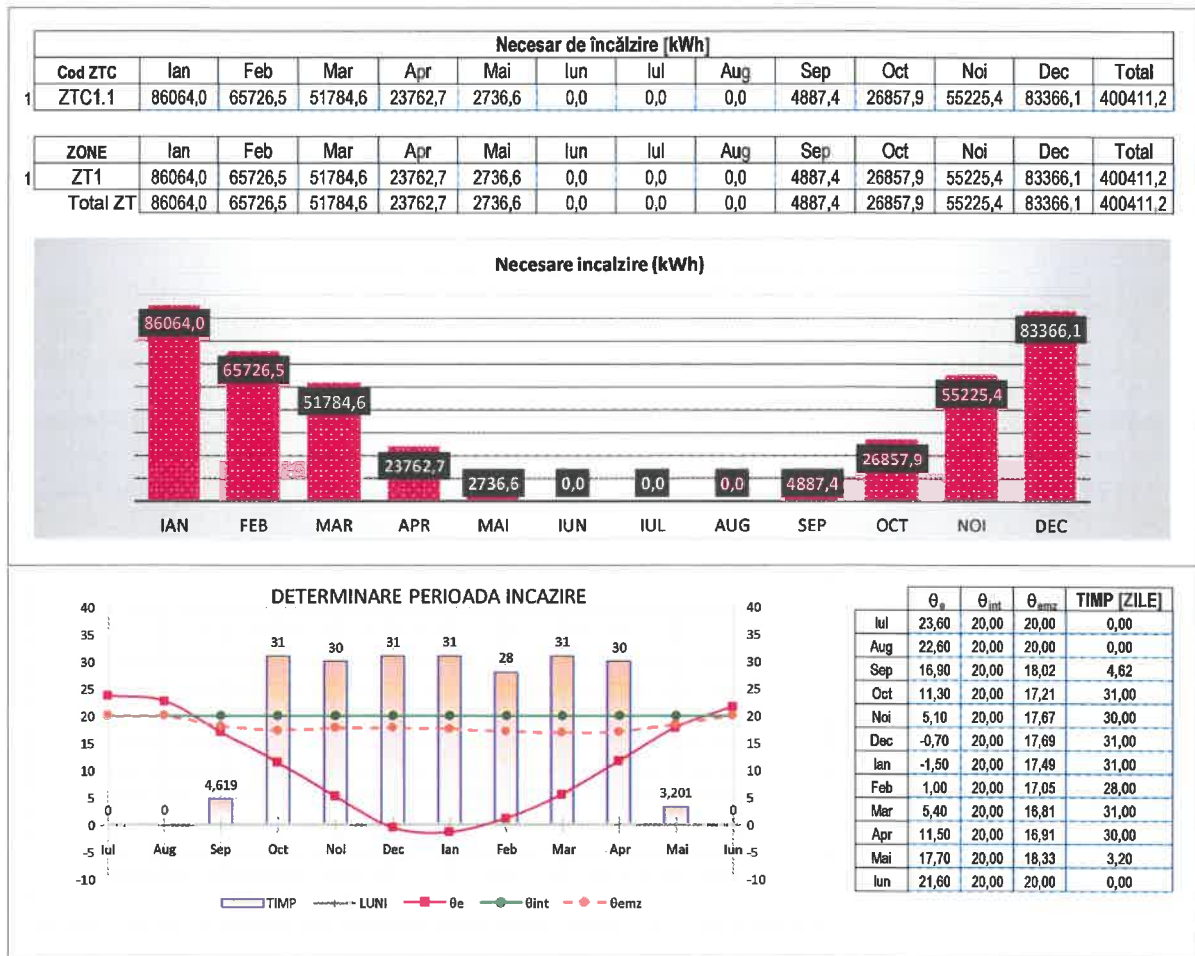 Necesar de încălzire [kWh]
Cod ZTC Ian Feb Mar Apr Mai Iun Iul Aug Sep Oct Noi Dec Total
1 ZTC1.1 86064,0 65726,5 51784,6 23762,7 2736,6 0,0 0,0 0,0 4887,4 26857,9 55225,4 83366,1 400411,2
ZONE Ian Feb Mar Apr Mai Iun Iul Aug Sep Oct Noi Dec Total
1 ZT1 86064,0 65726,5 51784,6 23762,7 2736,6 0,0 0,0 0,0 4887,4 26857,9 55225,4 83366,1 400411,2
Total ZT 86064,0 65726,5 51784,6 23762,7 2736,6 0,0 0,0 0,0 4887,4 26857,9 55225,4 83366,1 400411,2
Necesare incalzire (kWh)
86064,0 65726,5 51784,6 23762,7 2736,6 0,0 0,0 0,0 4887,4 26857,9 55225,4 83366,1
IAN FEB MAR APR MAI IUN IUL AUG SEP OCT NOI DEC
DETERMINARE PERIOADA INCAZIRE
40 40
35 35
30 30
25 25
20 20
15 15
10 10
5 5
0 0
-5 -5
-10 -10
0 0 4,619 31 30 31 31 28 31 30 3,201 0
Iul Aug Sep Oct Noi Dec Ian Feb Mar Apr Mai Iun
TIMP LUNI θe θint θemz
θe θint θemz TIMP [ZILE]
Iul 23,60 20,00 20,00 0,00
Aug 22,60 20,00 20,00 0,00
Sep 16,90 20,00 18,02 4,62
Oct 11,30 20,00 17,21 31,00
Noi 5,10 20,00 17,67 30,00
Dec -0,70 20,00 17,69 31,00
Ian -1,50 20,00 17,49 31,00
Feb 1,00 20,00 17,05 28,00
Mar 5,40 20,00 16,81 31,00
Apr 11,50 20,00 16,91 30,00
Mai 17,70 20,00 18,33 3,20
Iun 21,60 20,00 20,00 0,00